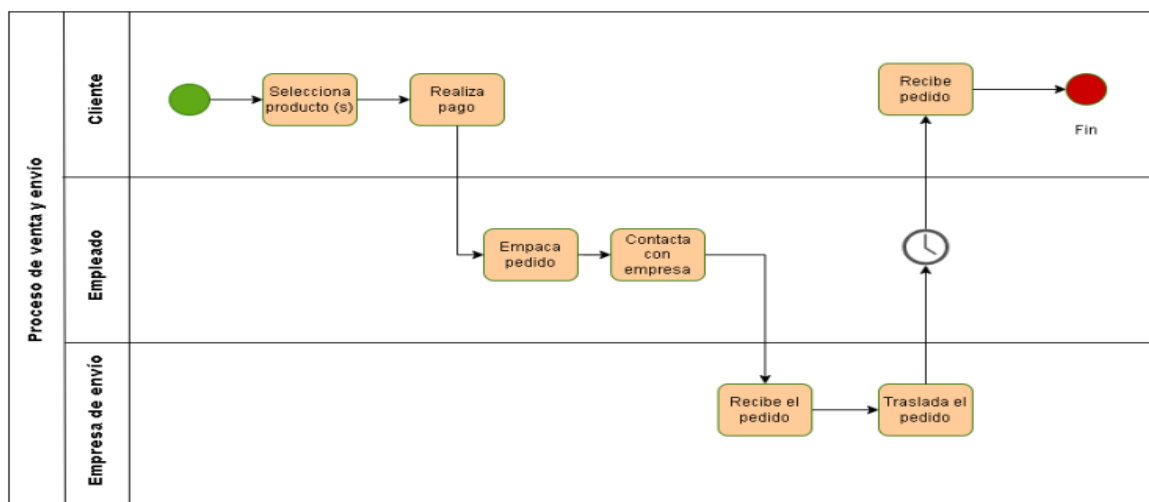 Proceso de venta y envío
Cliente
Selecciona
producto (s)
Realiza
pago
Recibe
pedido
Fin
Empleado
Empaca
pedido
Contacta
con
empresa
Empresa de envío
Recibe el
pedido
Traslada el
pedido